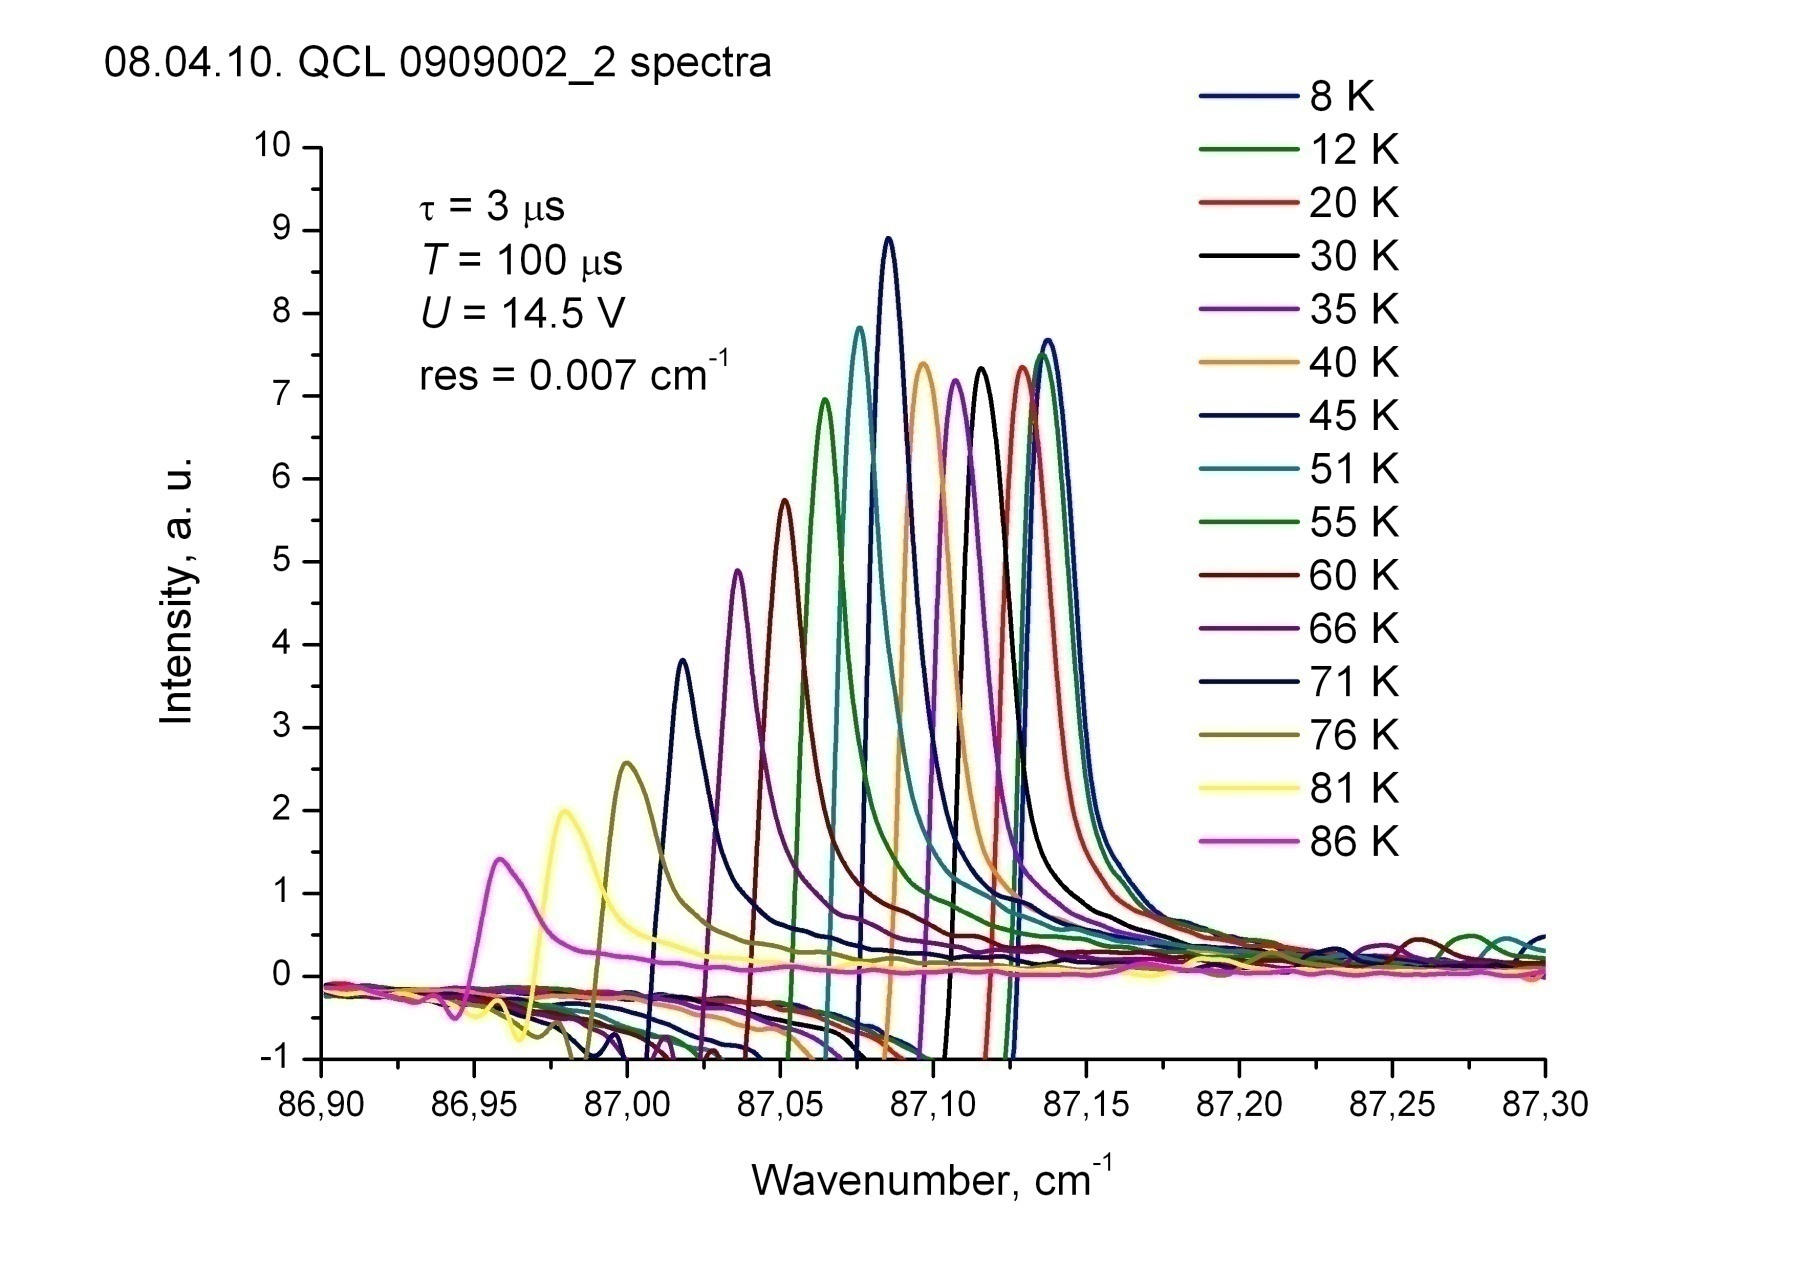 08.04.10. QCL 0909002_2 spectra
τ = 3 μs
T = 100 μs
U = 14.5 V
res = 0.007 cm⁻¹
8 K
12 K
20 K
30 K
35 K
40 K
45 K
51 K
55 K
60 K
66 K
71 K
76 K
81 K
86 K
Intensity, a. u.
10
9
8
7
6
5
4
3
2
1
0
-1
86,90 86,95 87,00 87,05 87,10 87,15 87,20 87,25 87,30
Wavenumber, cm⁻¹